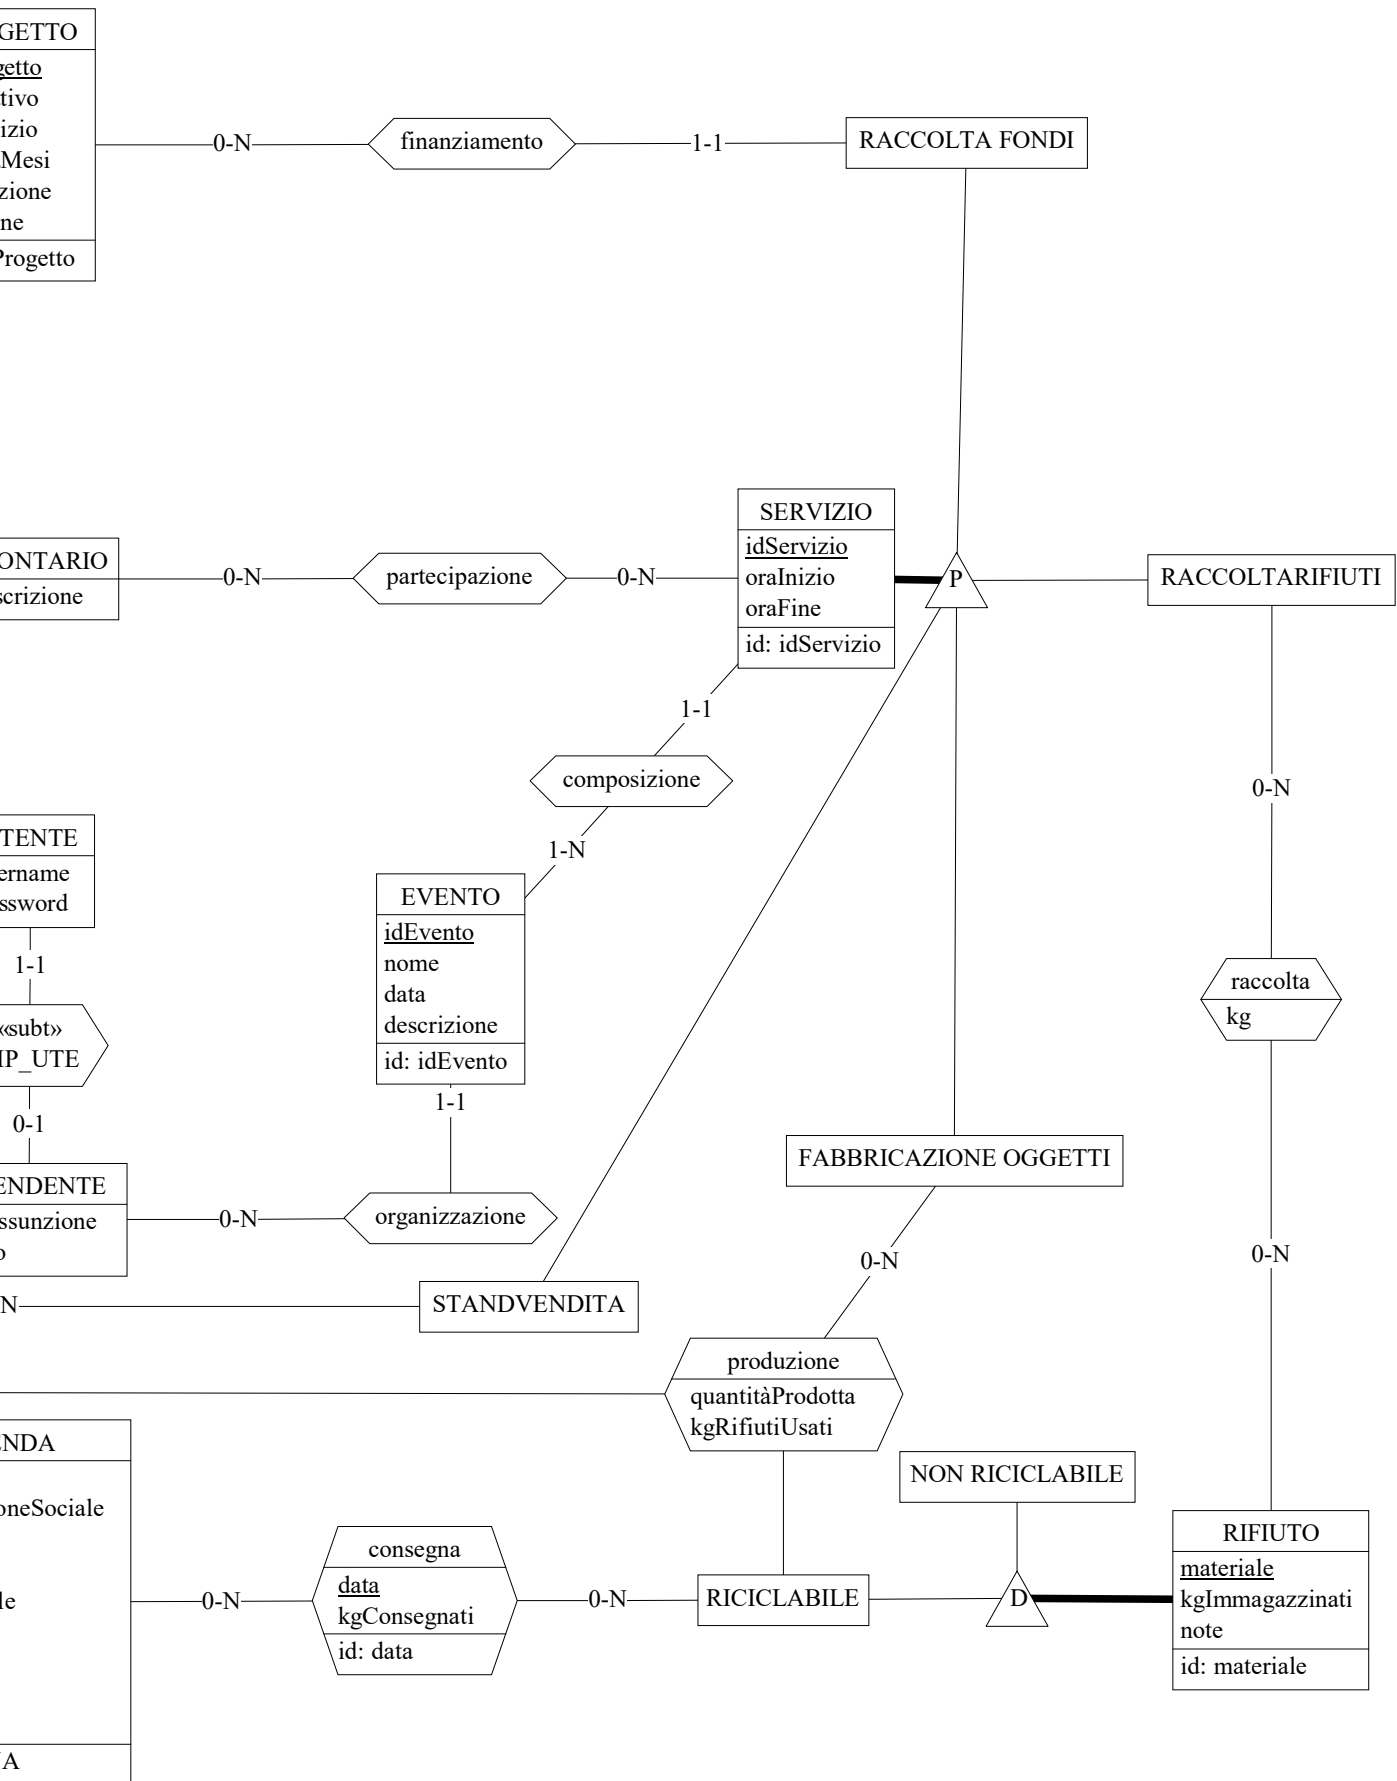 GETTO
getto
tivo
izio
Mesi
zione
ne
Progetto
0-N
finanziamento
1-1
RACCOLTA FONDI
ONTARIO
scrizione
0-N
partecipazione
0-N
SERVIZIO
idServizio
oraInizio
oraFine
id: idServizio
P
RACCOLTARIFIUTI
1-1
composizione
1-N
0-N
TENTE
ername
ssword
1-1
«subt»
IP_UTE
0-1
EVENTO
idEvento
nome
data
descrizione
id: idEvento
1-1
raccolta
kg
ENDENTE
ssunzione
o
0-N
organizzazione
FABBRICAZIONE OGGETTI
0-N
0-N
N
STANDVENDITA
produzione
quantitàProdotta
kgRifiutiUsati
ENDA
oneSociale
le
A
0-N
consegna
data
kgConsegnati
id: data
0-N
RICICLABILE
NON RICICLABILE
D
RIFIUTO
materiale
kgImmagazzinati
note
id: materiale